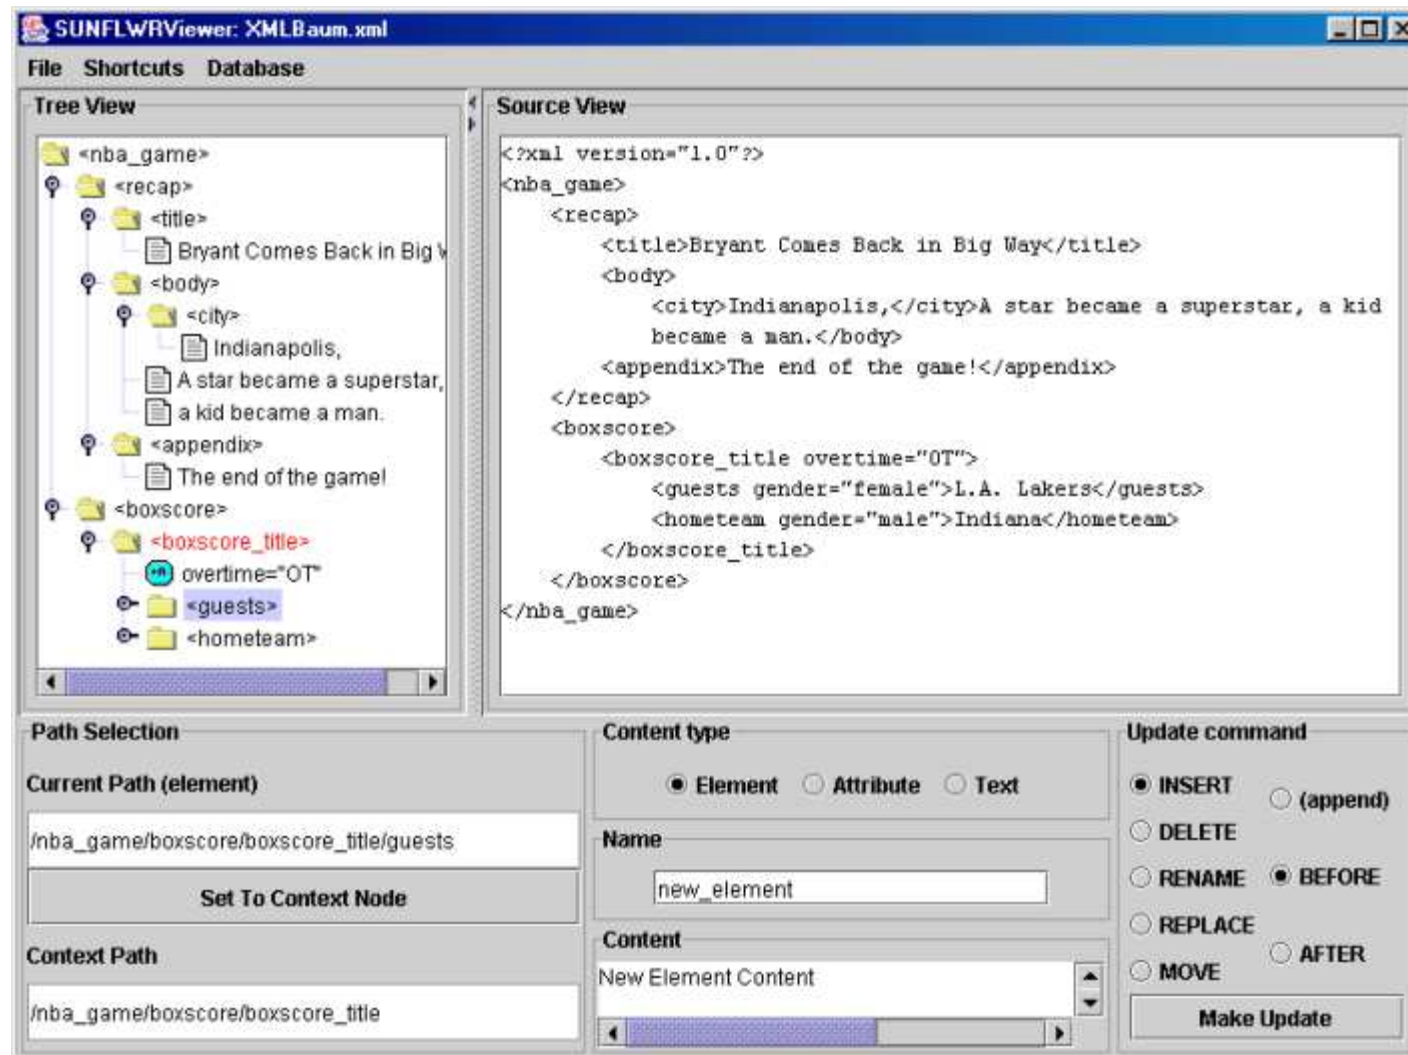 SUNFLWRViewer: XMLBaum.xml
File Shortcuts Database
Tree View
<nba_game>
<recap>
<title>
Bryant Comes Back in Big W
<body>
<city>
Indianapolis,
A star became a superstar,
a kid became a man.
<appendix>
The end of the game!
<boxscore>
<boxscore_title>
overtime="OT"
<guests>
<hometeam>
Source View
<?xml version="1.0"?>
<nba_game>
<recap>
<title>Bryant Comes Back in Big Way</title>
<body>
<city>Indianapolis,</city>A star became a superstar, a kid
became a man.</body>
<appendix>The end of the game!</appendix>
</recap>
<boxscore>
<boxscore_title overtime="OT">
<guests gender="female">L.A. Lakers</guests>
<hometeam gender="male">Indiana</hometeam>
</boxscore_title>
</boxscore>
</nba_game>
Path Selection
Current Path (element)
/nba_game/boxscore/boxscore_title/guests
Set To Context Node
Context Path
/nba_game/boxscore/boxscore_title
Content type
Element Attribute Text
Name
new_element
Content
New Element Content
Update command
INSERT
(append)
DELETE
RENAME BEFORE
REPLACE
AFTER
MOVE
Make Update